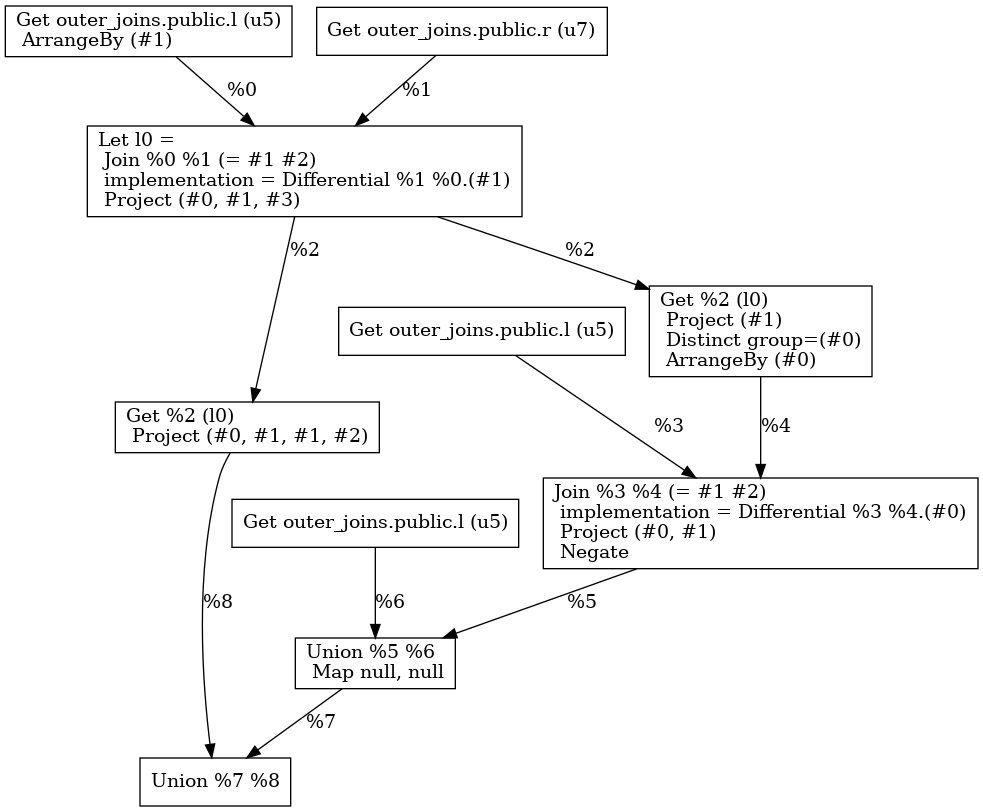 Get outer_joins.public.l (u5)
ArrangeBy (#1)
Get outer_joins.public.r (u7)
%0
%1
Let l0 =
Join %0 %1 (= #1 #2)
implementation = Differential %1 %0.(#1)
Project (#0, #1, #3)
%2
%2
Get %2 (l0)
Project (#1)
Distinct group=(#0)
ArrangeBy (#0)
Get outer_joins.public.l (u5)
Get %2 (l0)
Project (#0, #1, #1, #2)
%3
%4
Join %3 %4 (= #1 #2)
implementation = Differential %3 %4.(#0)
Project (#0, #1)
Negate
Get outer_joins.public.l (u5)
%8
%6
%5
Union %5 %6
Map null, null
%7
Union %7 %8